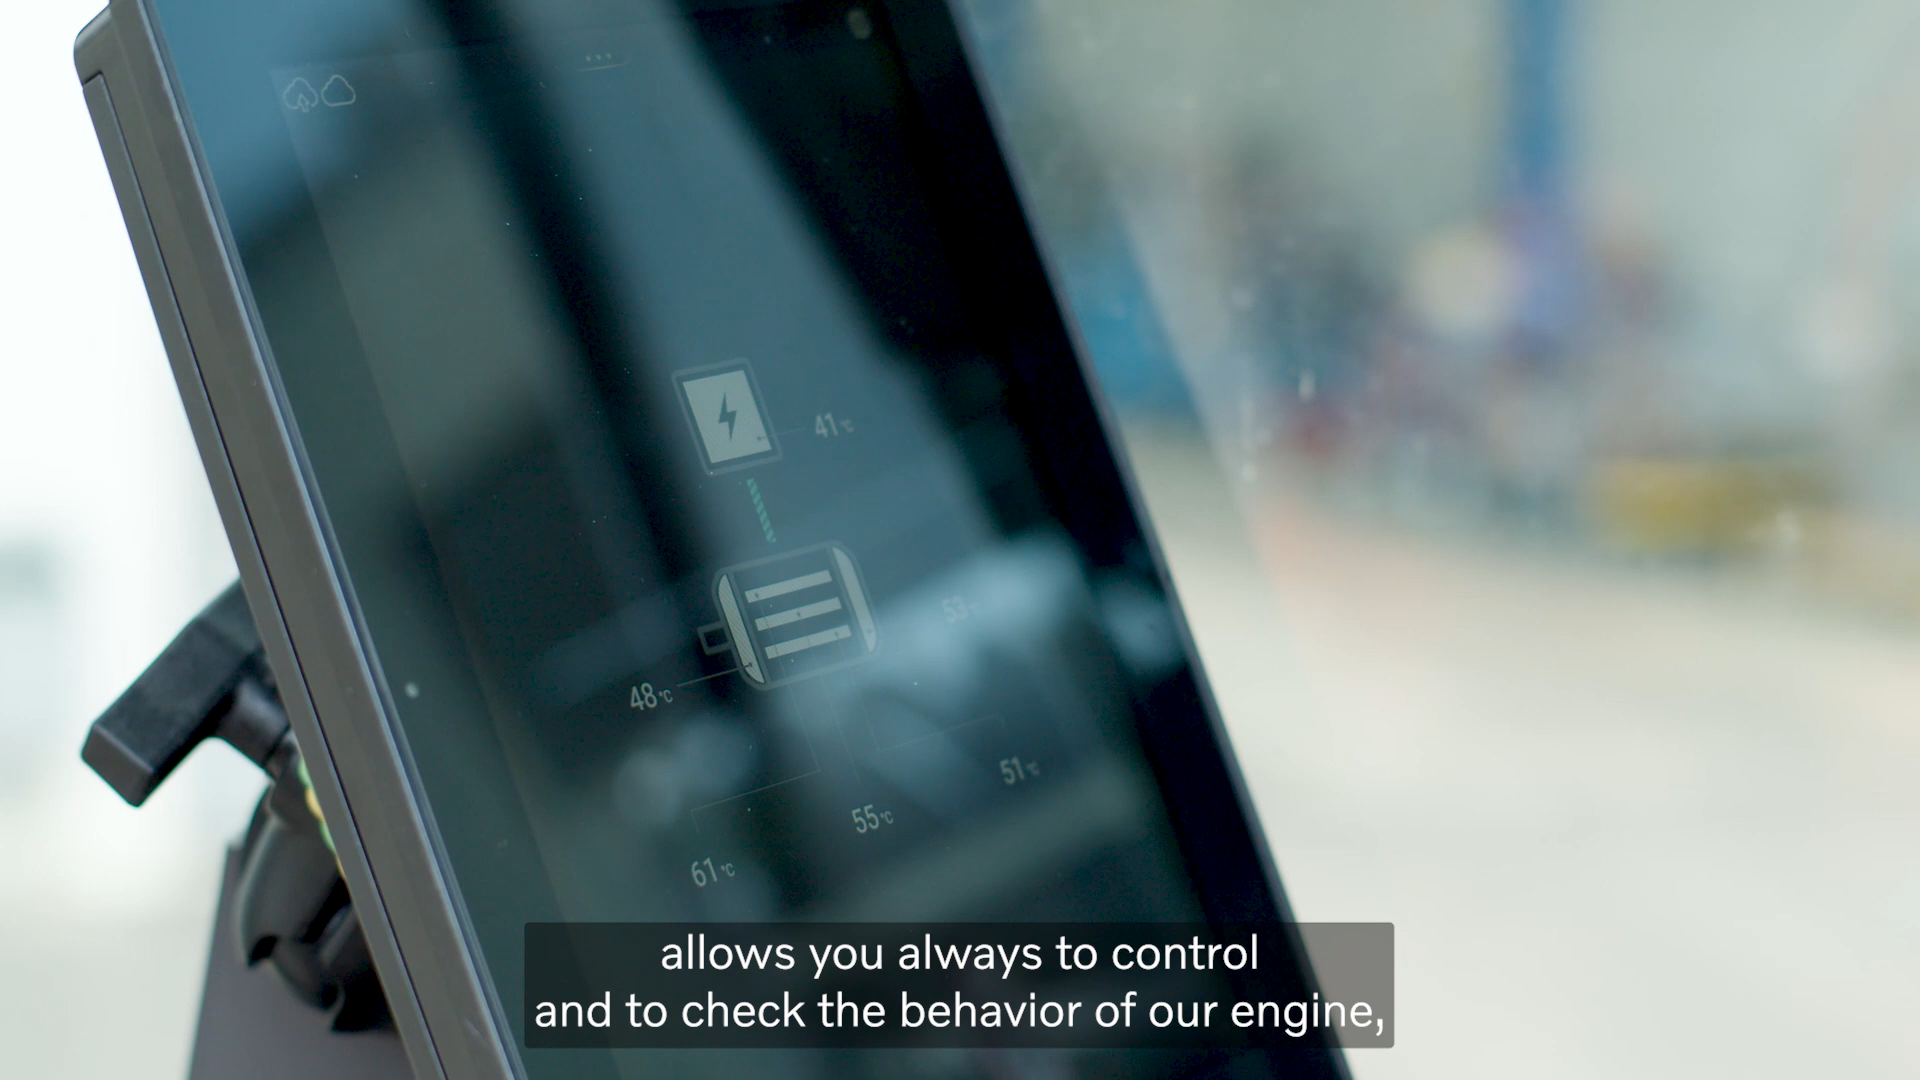 41°C
53
48°C
51°C
55°C
61°C
allows you always to control
and to check the behavior of our engine,